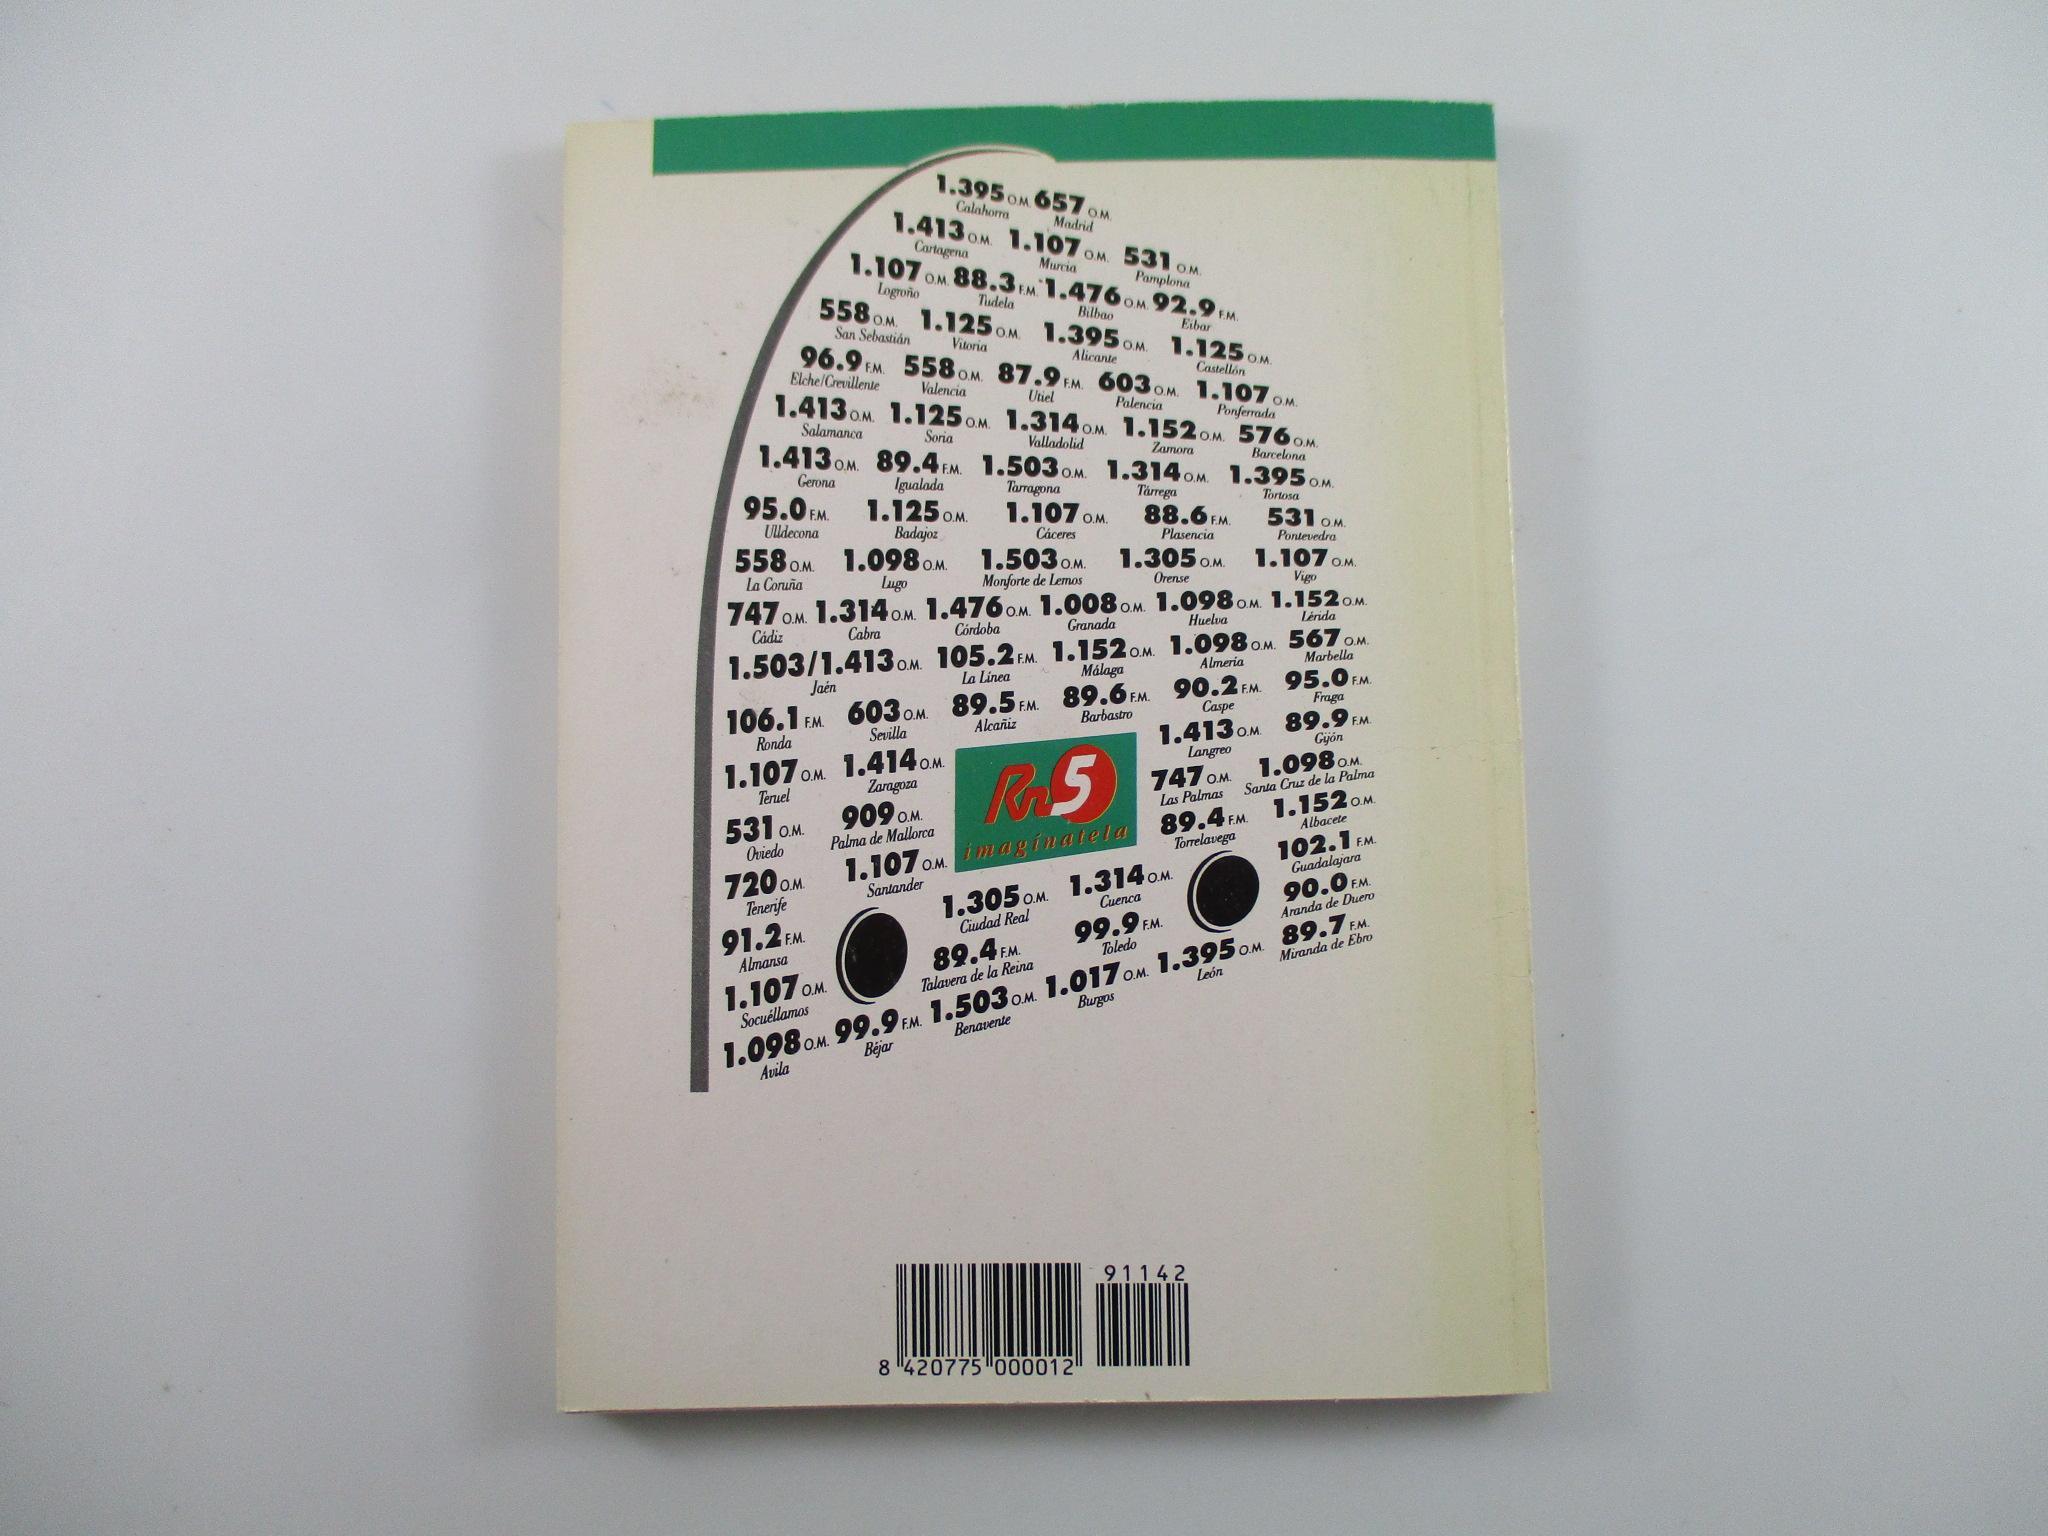 1.395 O.M. 657 O.M.
Calahorra Madrid
1.413 O.M. 1.107 O.M. 531 O.M.
Cartagena Murcia Pamplona
1.107 O.M. 88.3 F.M. 1.476 O.M. 92.9 F.M.
Logroño Tudela Bilbao Eibar
558 O.M. 1.125 O.M. 1.395 O.M. 1.125 O.M.
San Sebastián Vitoria Alicante Castellón
96.9 F.M. 558 O.M. 87.9 F.M. 603 O.M. 1.107 O.M.
Elche/Crevillente Valencia Utiel Palencia Ponferrada
1.413 O.M. 1.125 O.M. 1.314 O.M. 1.152 O.M. 576 O.M.
Salamanca Soria Valladolid Zamora Barcelona
1.413 O.M. 89.4 F.M. 1.503 O.M. 1.314 O.M. 1.395 O.M.
Gerona Igualada Tarragona Tárrega Tortosa
95.0 F.M. 1.125 O.M. 1.107 O.M. 88.6 F.M. 531 O.M.
Ulldecona Badajoz Cáceres Plasencia Pontevedra
558 O.M. 1.098 O.M. 1.503 O.M. 1.305 O.M. 1.107 O.M.
La Coruña Lugo Monforte de Lemos Orense Vigo
747 O.M. 1.314 O.M. 1.476 O.M. 1.008 O.M. 1.098 O.M. 1.152 O.M.
Cádiz Cabra Córdoba Granada Huelva Lérida
1.503/1.413 O.M. 105.2 F.M. 1.152 O.M. 1.098 O.M. 567 O.M.
Jaén La Línea Málaga Almería Marbella
106.1 F.M. 603 O.M. 89.5 F.M. 89.6 F.M. 90.2 F.M. 95.0 F.M.
Ronda Sevilla Alcañiz Barbastro Caspe Fraga
1.107 O.M. 1.414 O.M. 1.413 O.M. 89.9 F.M.
Teruel Zaragoza Langreo Gijón
Rn5
imagínatela
531 O.M. 909 O.M. 747 O.M. 1.098 O.M.
Oviedo Palma de Mallorca Las Palmas Santa Cruz de la Palma
720 O.M. 1.107 O.M. 89.4 F.M. 1.152 O.M.
Tenerife Santander Torrelavega Albacete
91.2 F.M. 1.305 O.M. 1.314 O.M. 102.1 F.M.
Almansa Ciudad Real Cuenca Guadalajara
1.107 O.M. 89.4 F.M. 99.9 F.M. 90.0 F.M.
Socuéllamos Talavera de la Reina Toledo Aranda de Duero
1.098 O.M. 99.9 F.M. 1.503 O.M. 1.017 O.M. 1.395 O.M. 89.7 F.M.
Avila Béjar Benavente Burgos León Miranda de Ebro
91142
8 420775 000012